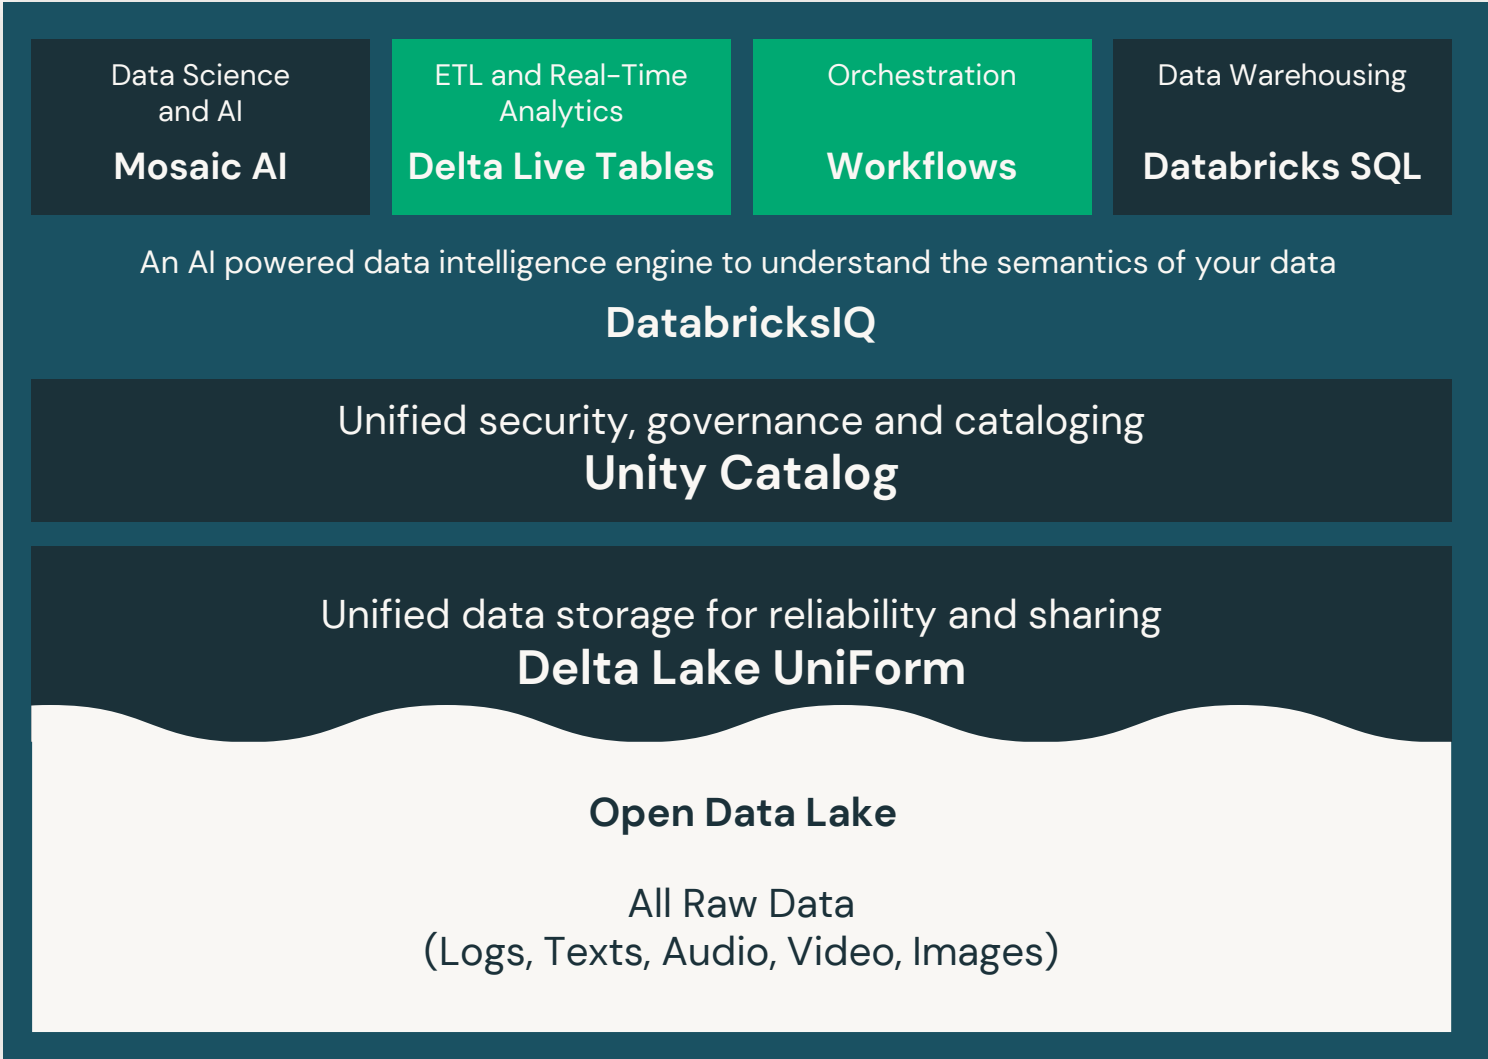 Data Science
and AI
Mosaic AI
ETL and Real-Time
Analytics
Delta Live Tables
Orchestration
Workflows
Data Warehousing
Databricks SQL
An AI powered data intelligence engine to understand the semantics of your data
DatabricksIQ
Unified security, governance and cataloging
Unity Catalog
Unified data storage for reliability and sharing
Delta Lake UniForm
Open Data Lake
All Raw Data
(Logs, Texts, Audio, Video, Images)